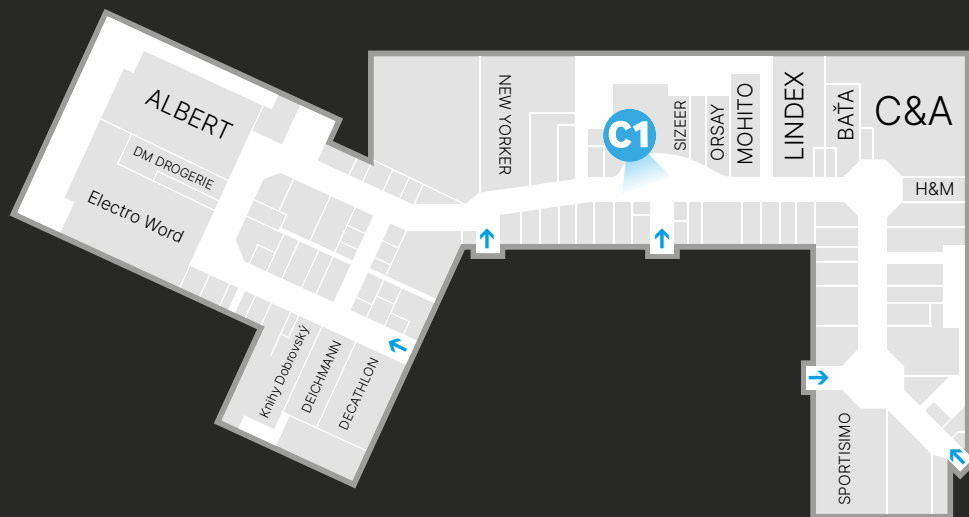 ALBERT
DM DROGERIE
Electro Word
Knihy Dobrovský
DEICHMANN
DECATHLON
NEW YORKER
C1
SIZEER
ORSAY
MOHITO
LINDEX
BAŤA
C&A
H&M
SPORTISIMO